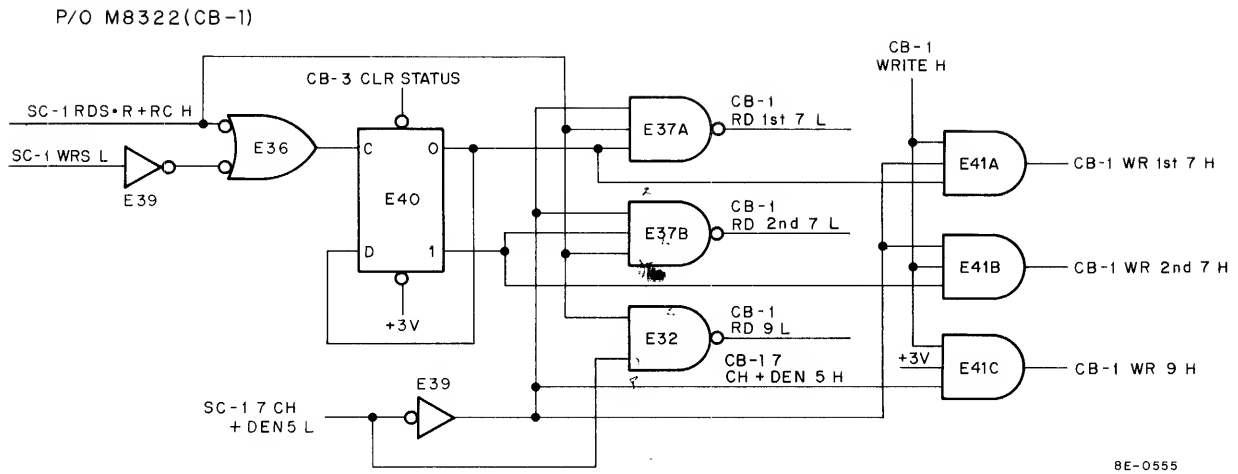 P/O M8322(CB-1)
CB-1
WRITE H
CB-3 CLR STATUS
SC-1 RDS•R+RC H
SC-1 WRS L
E39
E36
C
O
E40
D
1
+3V
E37A
CB-1
RD 1st 7 L
E37B
CB-1
RD 2nd 7 L
E32
CB-1
RD 9 L
CB-1 7
CH + DEN 5 H
E41A
CB-1 WR 1st 7 H
E41B
CB-1 WR 2nd 7 H
+3V
E41C
CB-1 WR 9 H
E39
SC-1 7 CH
+ DEN5 L
8E-0555